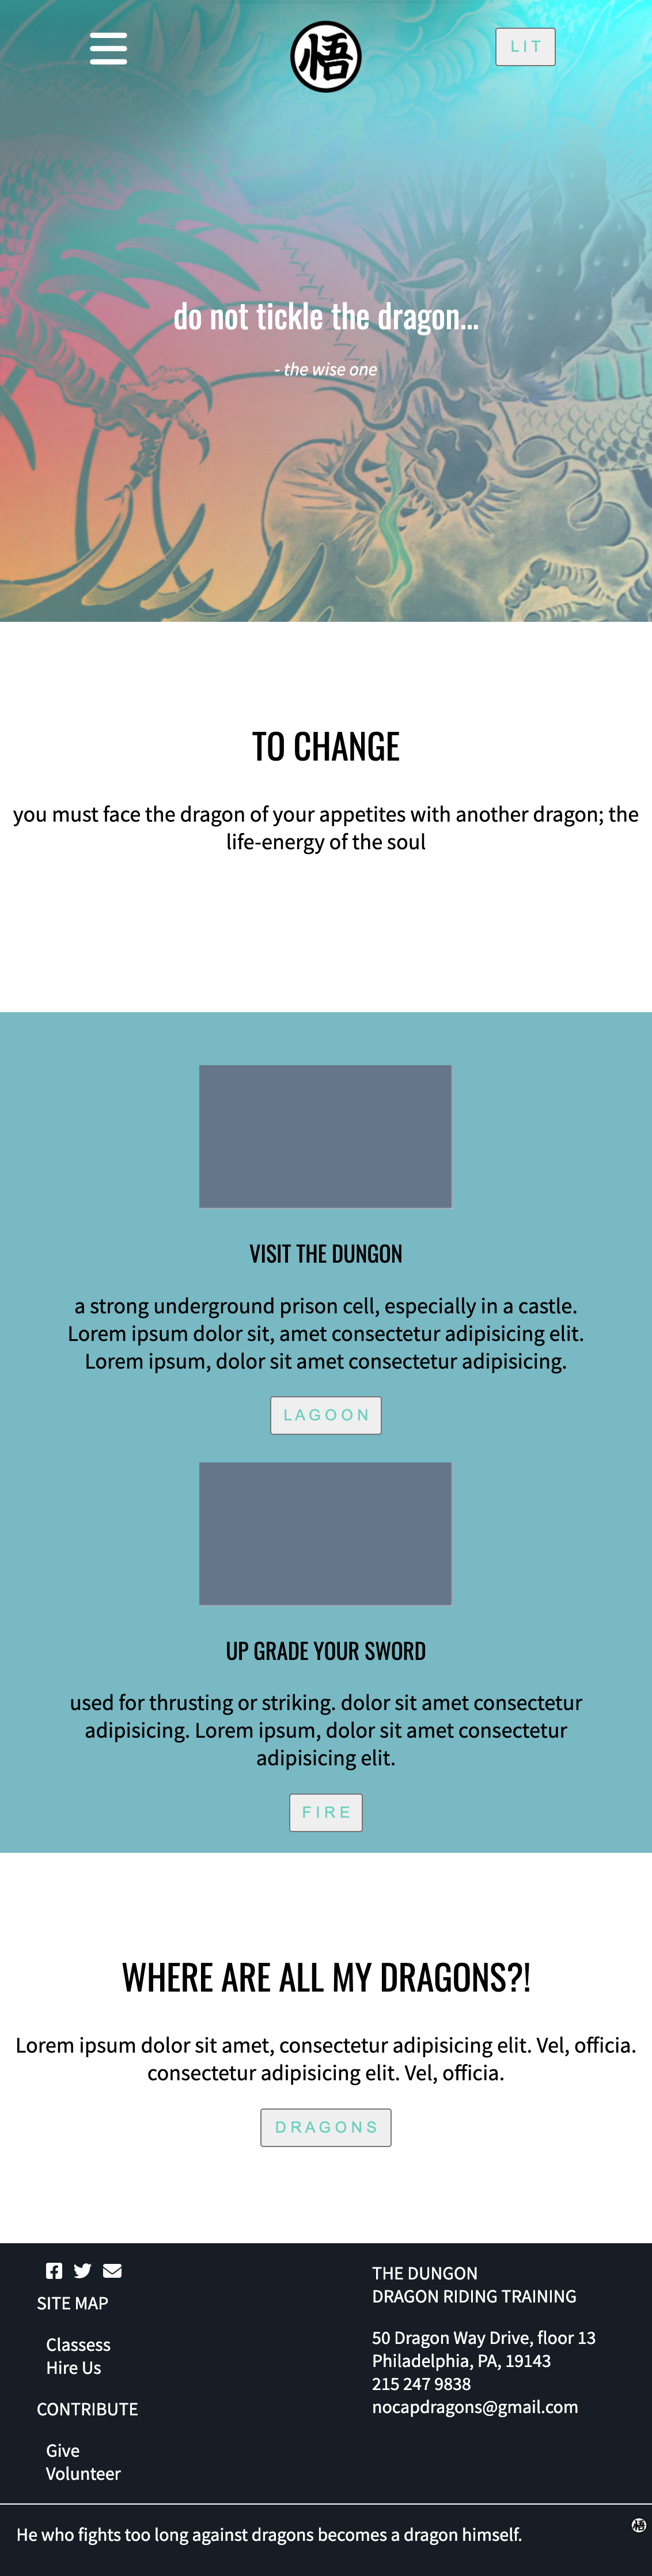 悟
LIT
do not tickle the dragon...
- the wise one
TO CHANGE
you must face the dragon of your appetites with another dragon; the
life-energy of the soul
VISIT THE DUNGON
a strong underground prison cell, especially in a castle.
Lorem ipsum dolor sit, amet consectetur adipisicing elit.
Lorem ipsum, dolor sit amet consectetur adipisicing.
LAGOON
UP GRADE YOUR SWORD
used for thrusting or striking. dolor sit amet consectetur
adipisicing. Lorem ipsum, dolor sit amet consectetur
adipisicing elit.
FIRE
WHERE ARE ALL MY DRAGONS?!
Lorem ipsum dolor sit amet, consectetur adipisicing elit. Vel, officia.
consectetur adipisicing elit. Vel, officia.
DRAGONS
SITE MAP
Classess
Hire Us
CONTRIBUTE
Give
Volunteer
THE DUNGON
DRAGON RIDING TRAINING
50 Dragon Way Drive, floor 13
Philadelphia, PA, 19143
215 247 9838
nocapdragons@gmail.com
He who fights too long against dragons becomes a dragon himself.
悟